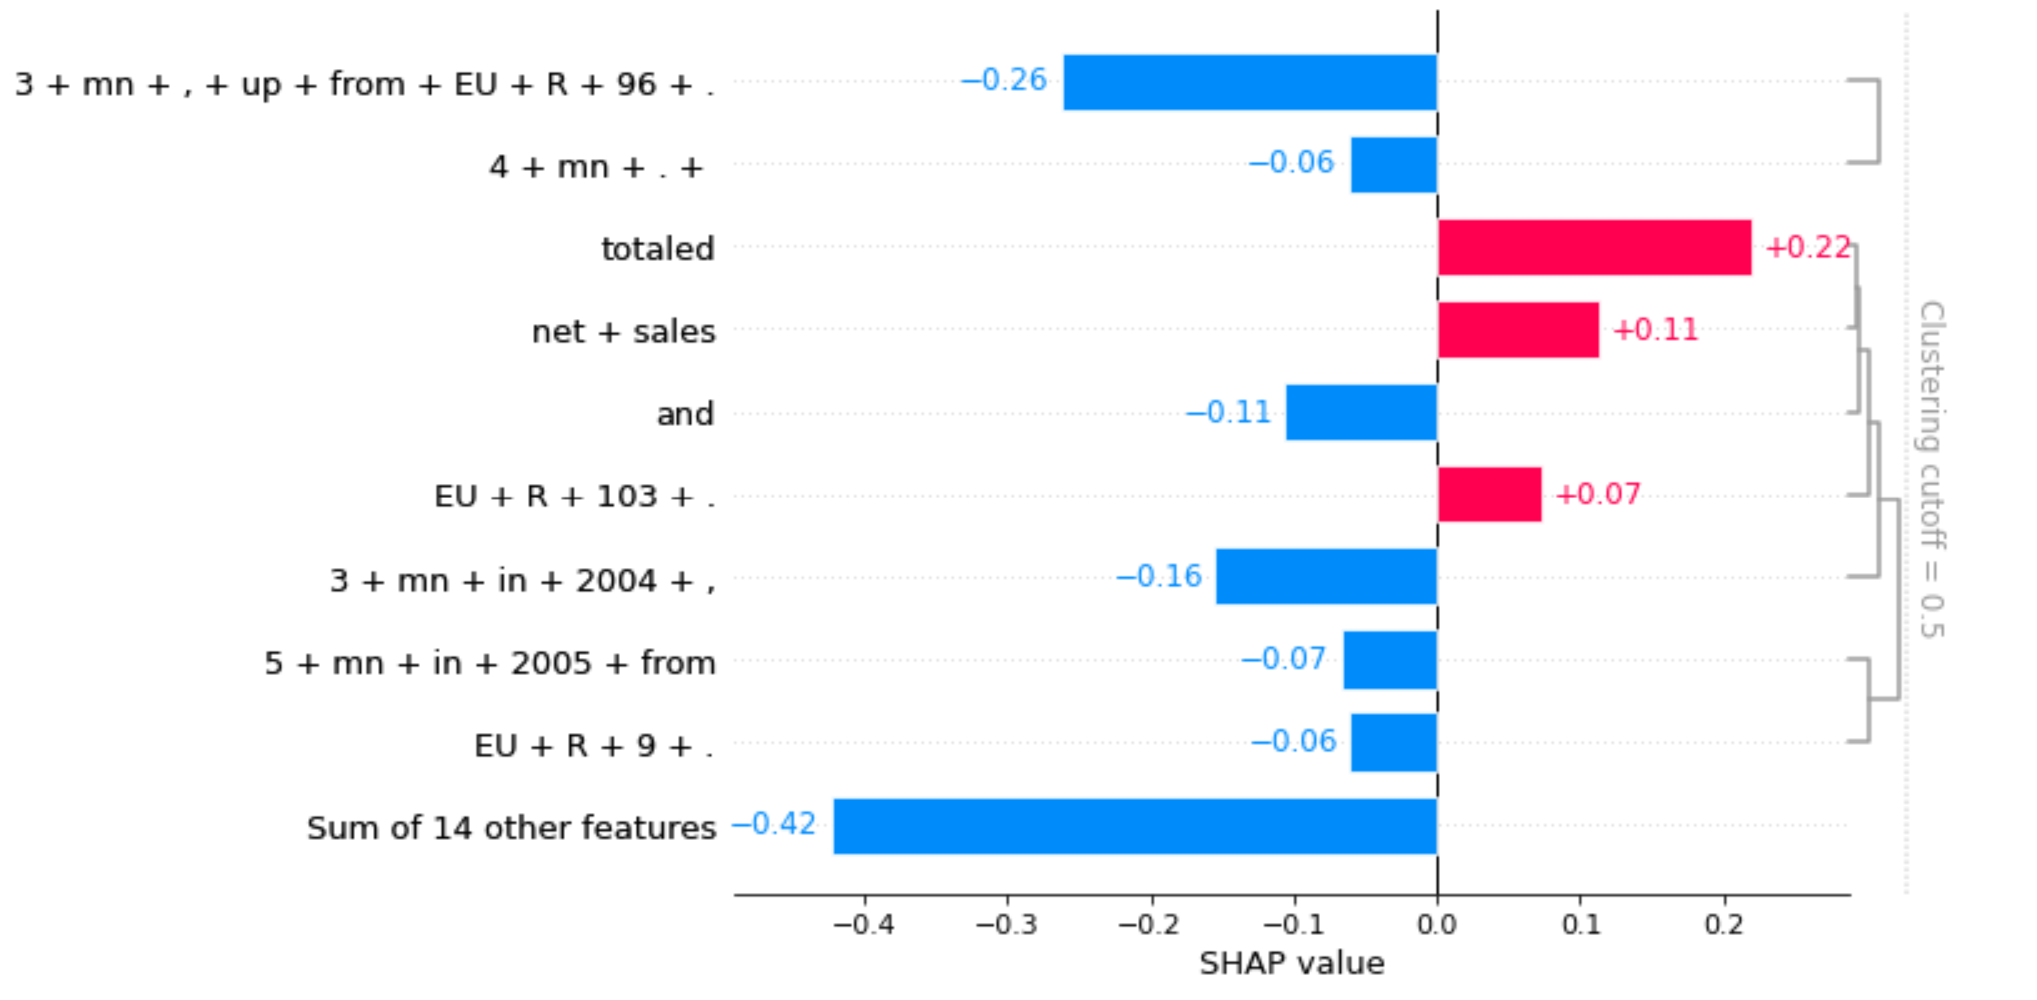 3 + mn + , + up + from + EU + R + 96 + . −0.26
4 + mn + . + −0.06
totaled +0.22
net + sales +0.11
and −0.11
EU + R + 103 + . +0.07
3 + mn + in + 2004 + , −0.16
5 + mn + in + 2005 + from −0.07
EU + R + 9 + . −0.06
Sum of 14 other features −0.42
−0.4 −0.3 −0.2 −0.1 0.0 0.1 0.2
SHAP value
Clustering cutoff = 0.5